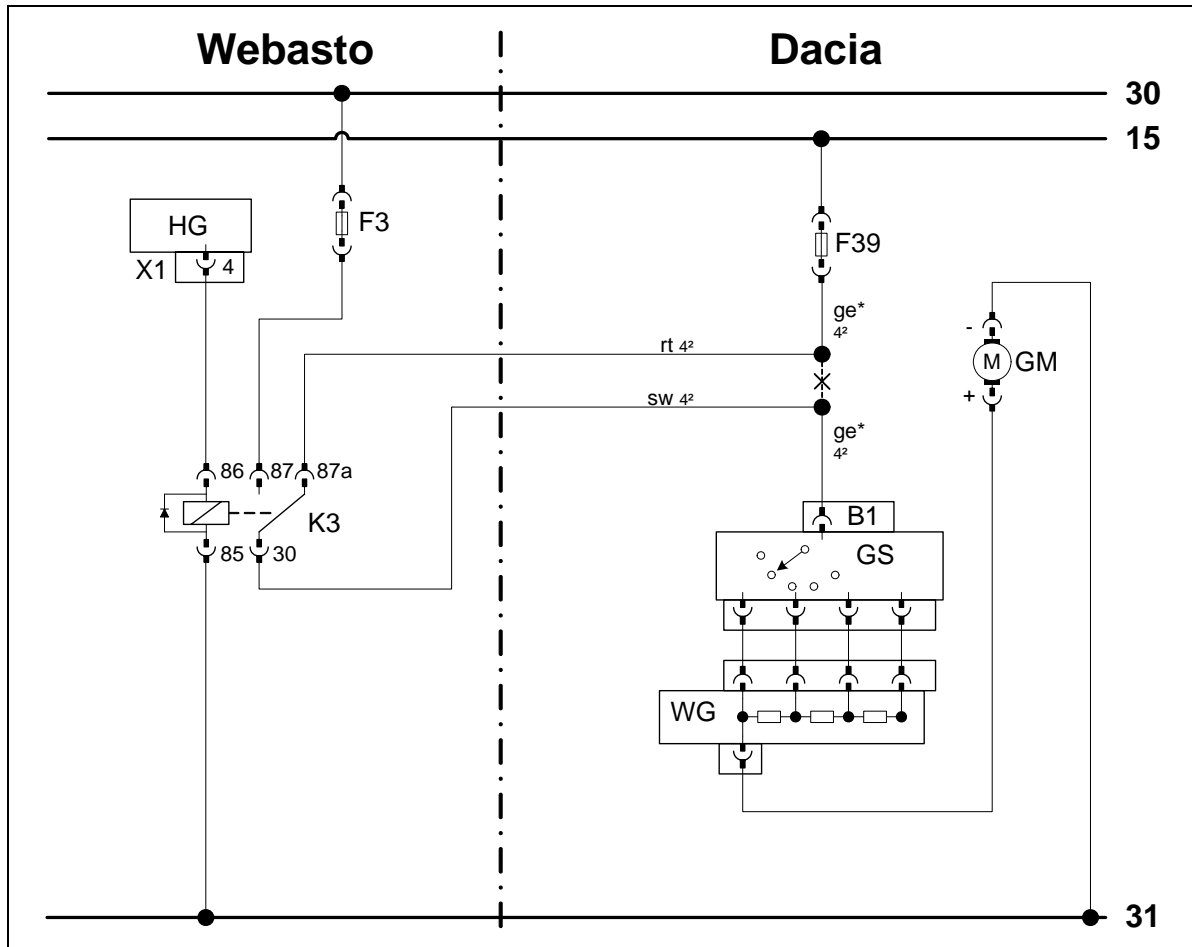 Webasto Dacia
30
15
HG
F3
X1 4
F39
ge*
4²
- 
rt 4²
M GM
sw 4²
+
ge*
4²
86 87 87a
B1
K3
85 30
GS
WG
31